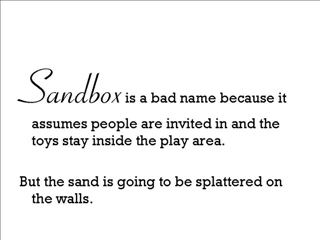 Sandbox is a bad name because it
assumes people are invited in and the
toys stay inside the play area.
But the sand is going to be splattered on
the walls.